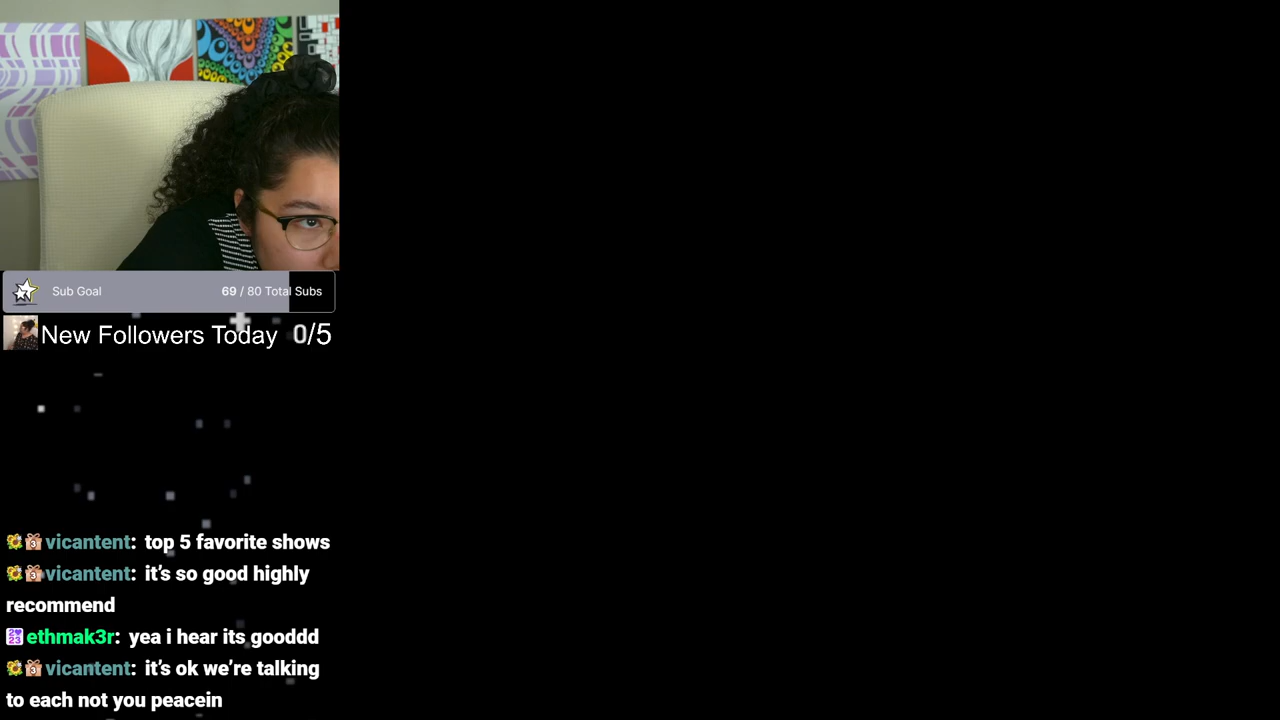 Sub Goal 69 / 80 Total Subs
New Followers Today 0/5
vicantent: top 5 favorite shows
vicantent: it’s so good highly
recommend
ethmak3r: yea i hear its gooddd
vicantent: it’s ok we’re talking
to each not you peacein